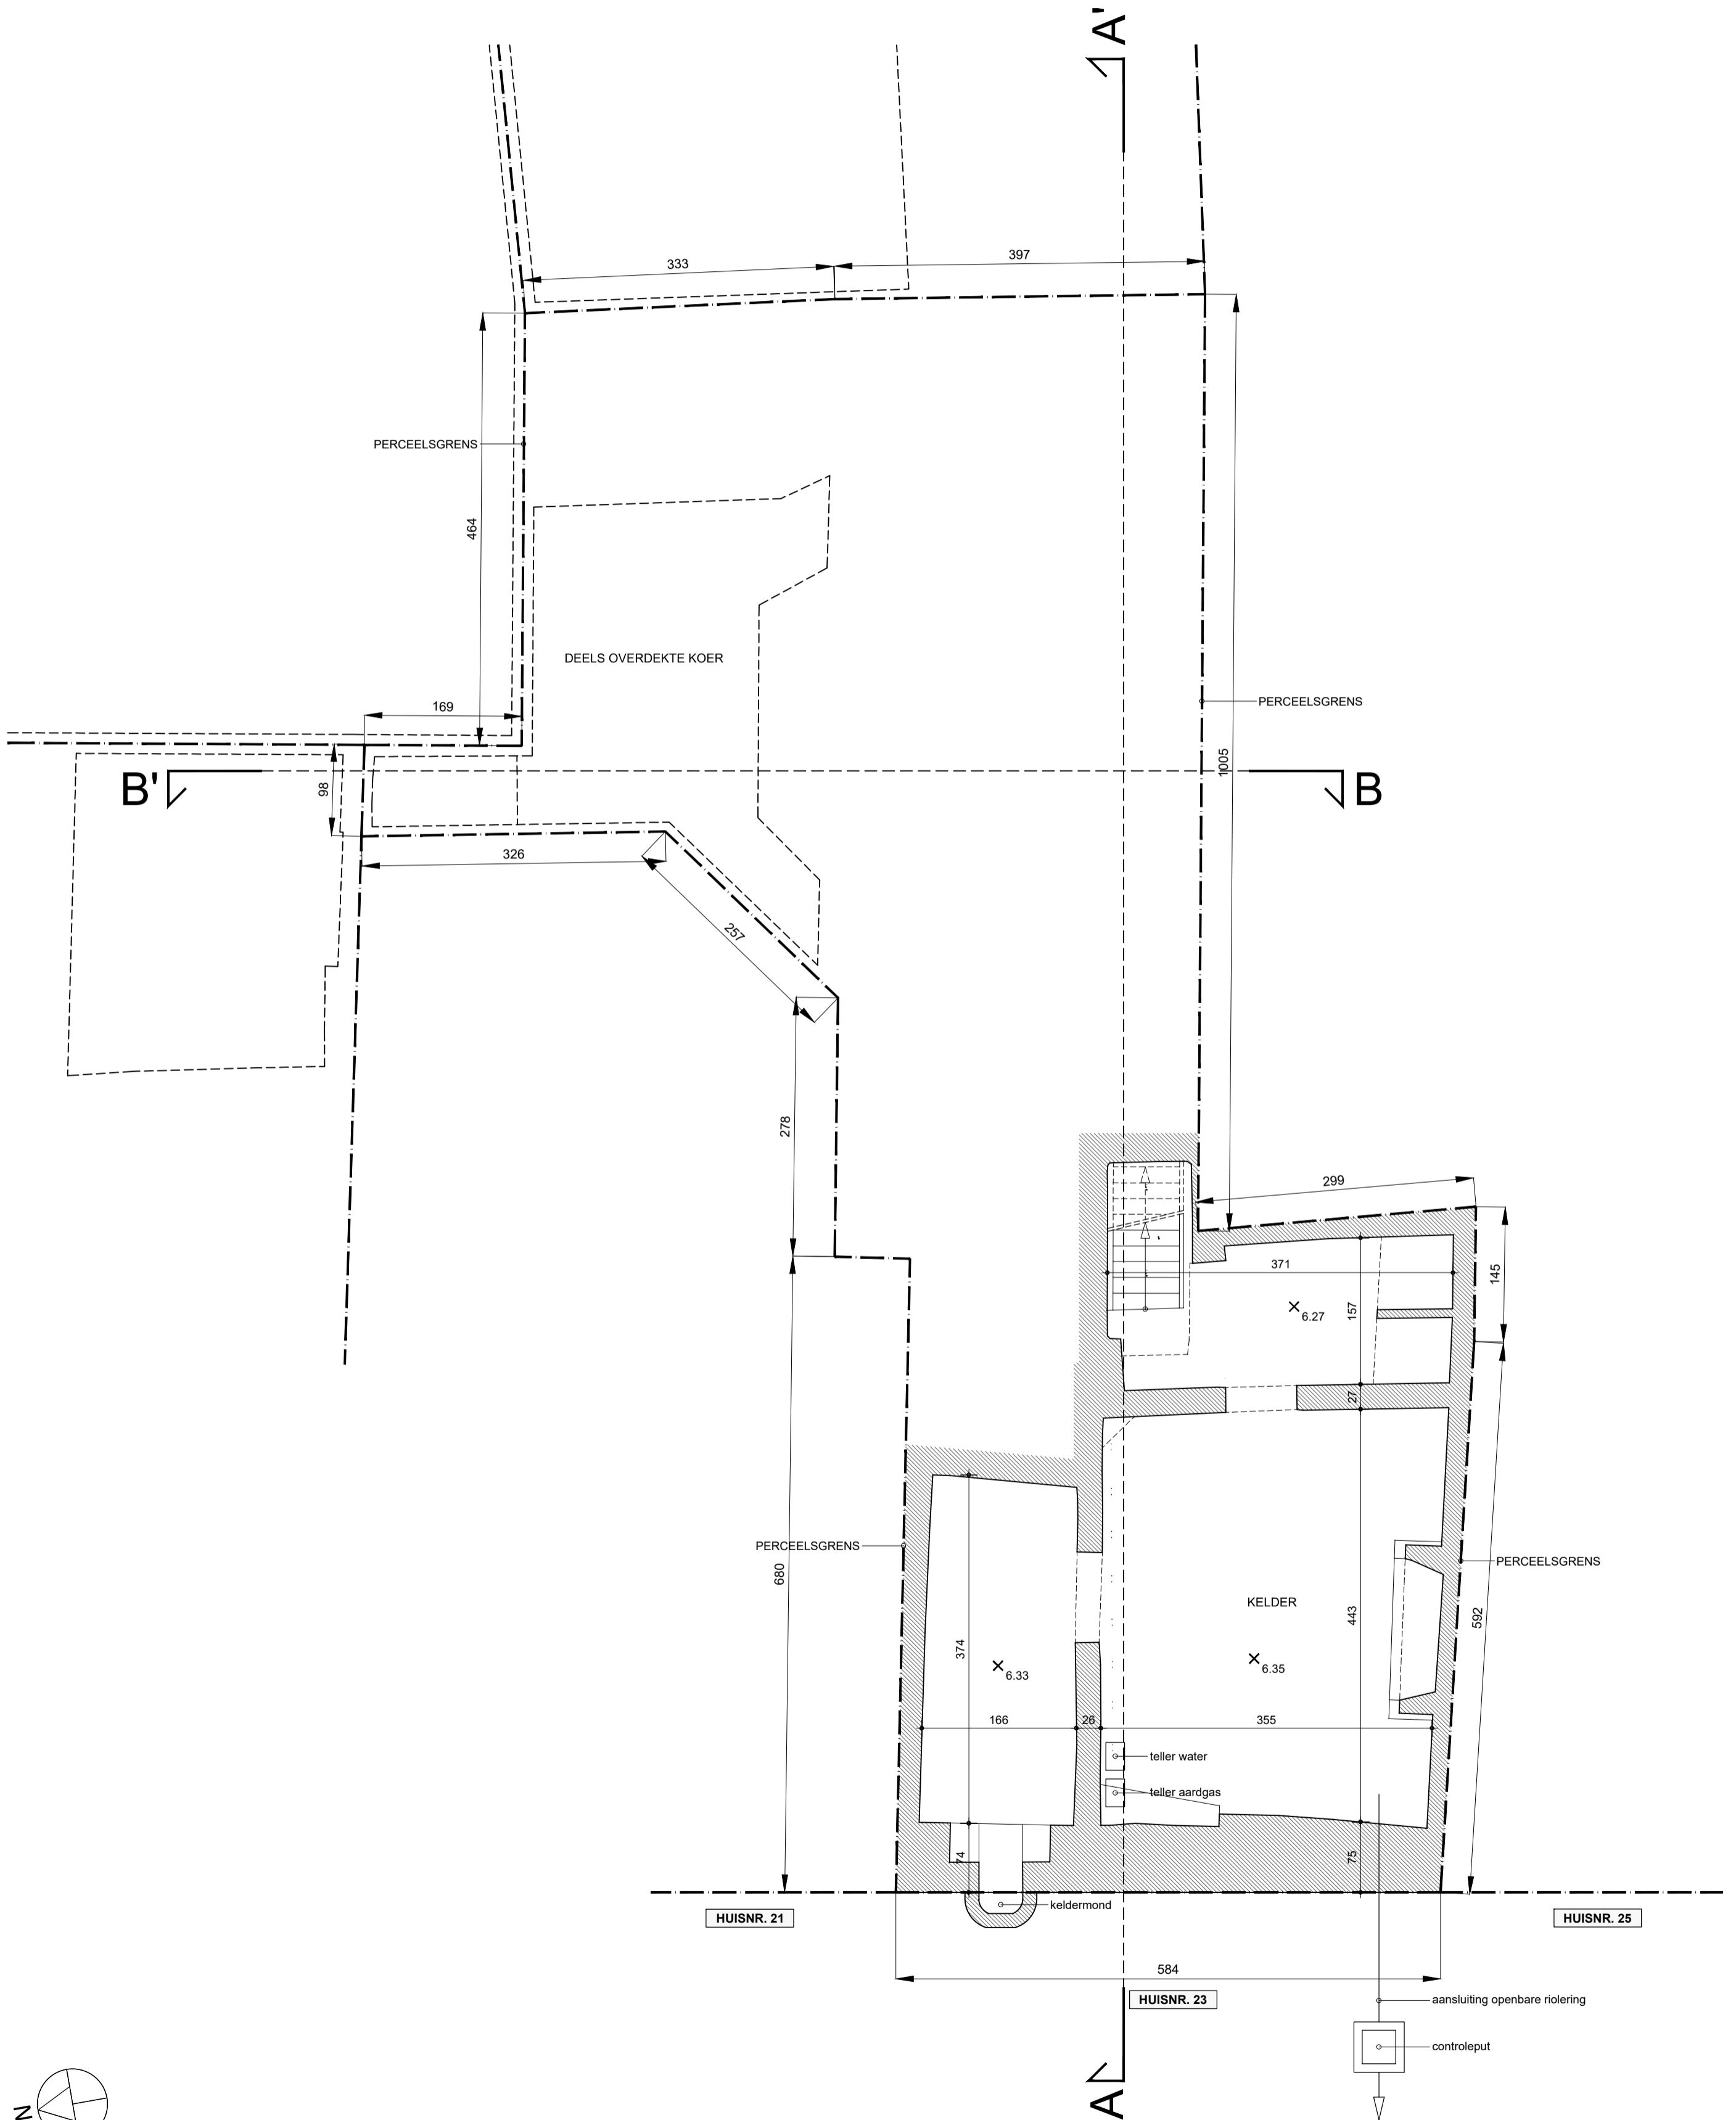 A'
333
397
PERCEELSGRENS
464
DEELS OVERDEKTE KOER
169
PERCEELSGRENS
1005
B'
B
98
326
257
278
299
371
145
157
6.27
27
PERCEELSGRENS
PERCEELSGRENS
680
KELDER
443
592
374
6.33
6.35
166
26
355
teller water
teller aardgas
74
75
keldermond
HUISNR. 21
HUISNR. 25
584
HUISNR. 23
aansluiting openbare riolering
controleput
A
N